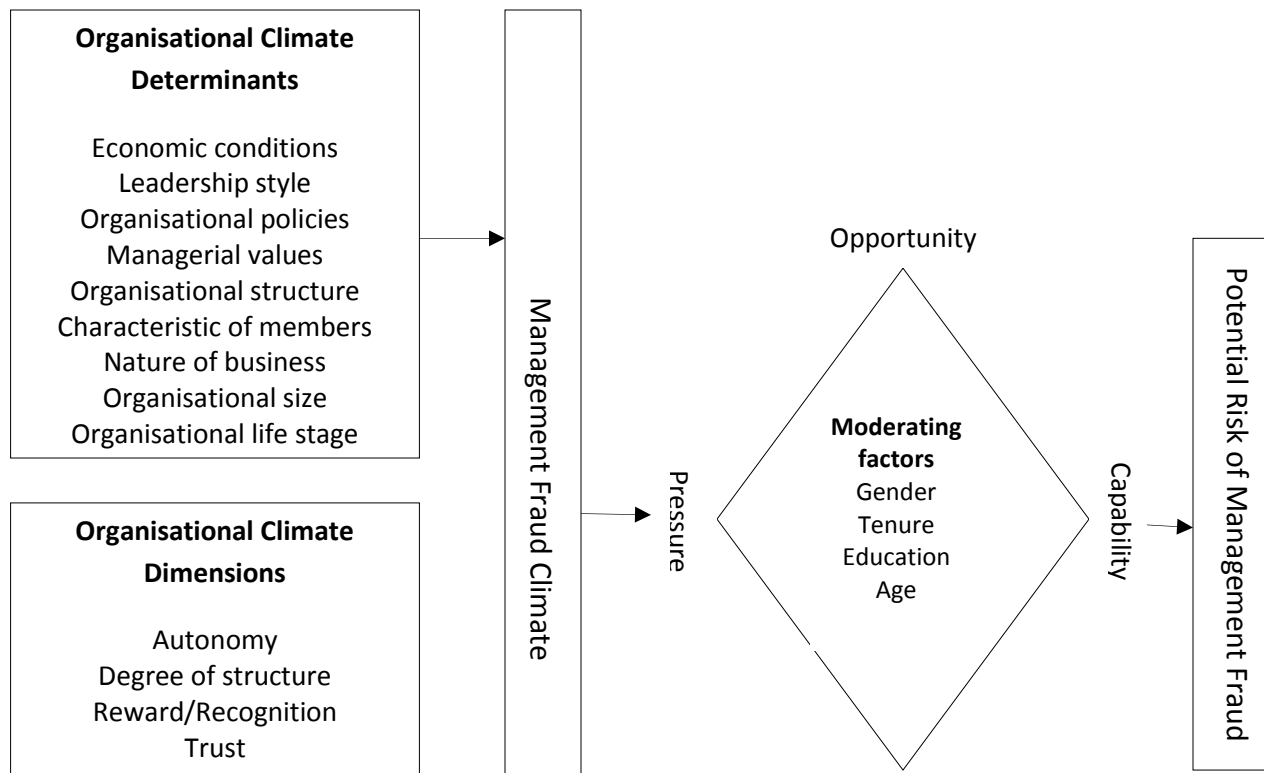 Organisational Climate
Determinants
Economic conditions
Leadership style
Organisational policies
Managerial values
Organisational structure
Characteristic of members
Nature of business
Organisational size
Organisational life stage
Organisational Climate
Dimensions
Autonomy
Degree of structure
Reward/Recognition
Trust
Management Fraud Climate
Pressure
Opportunity
Moderating
factors
Gender
Tenure
Education
Age
Capability
Potential Risk of Management Fraud